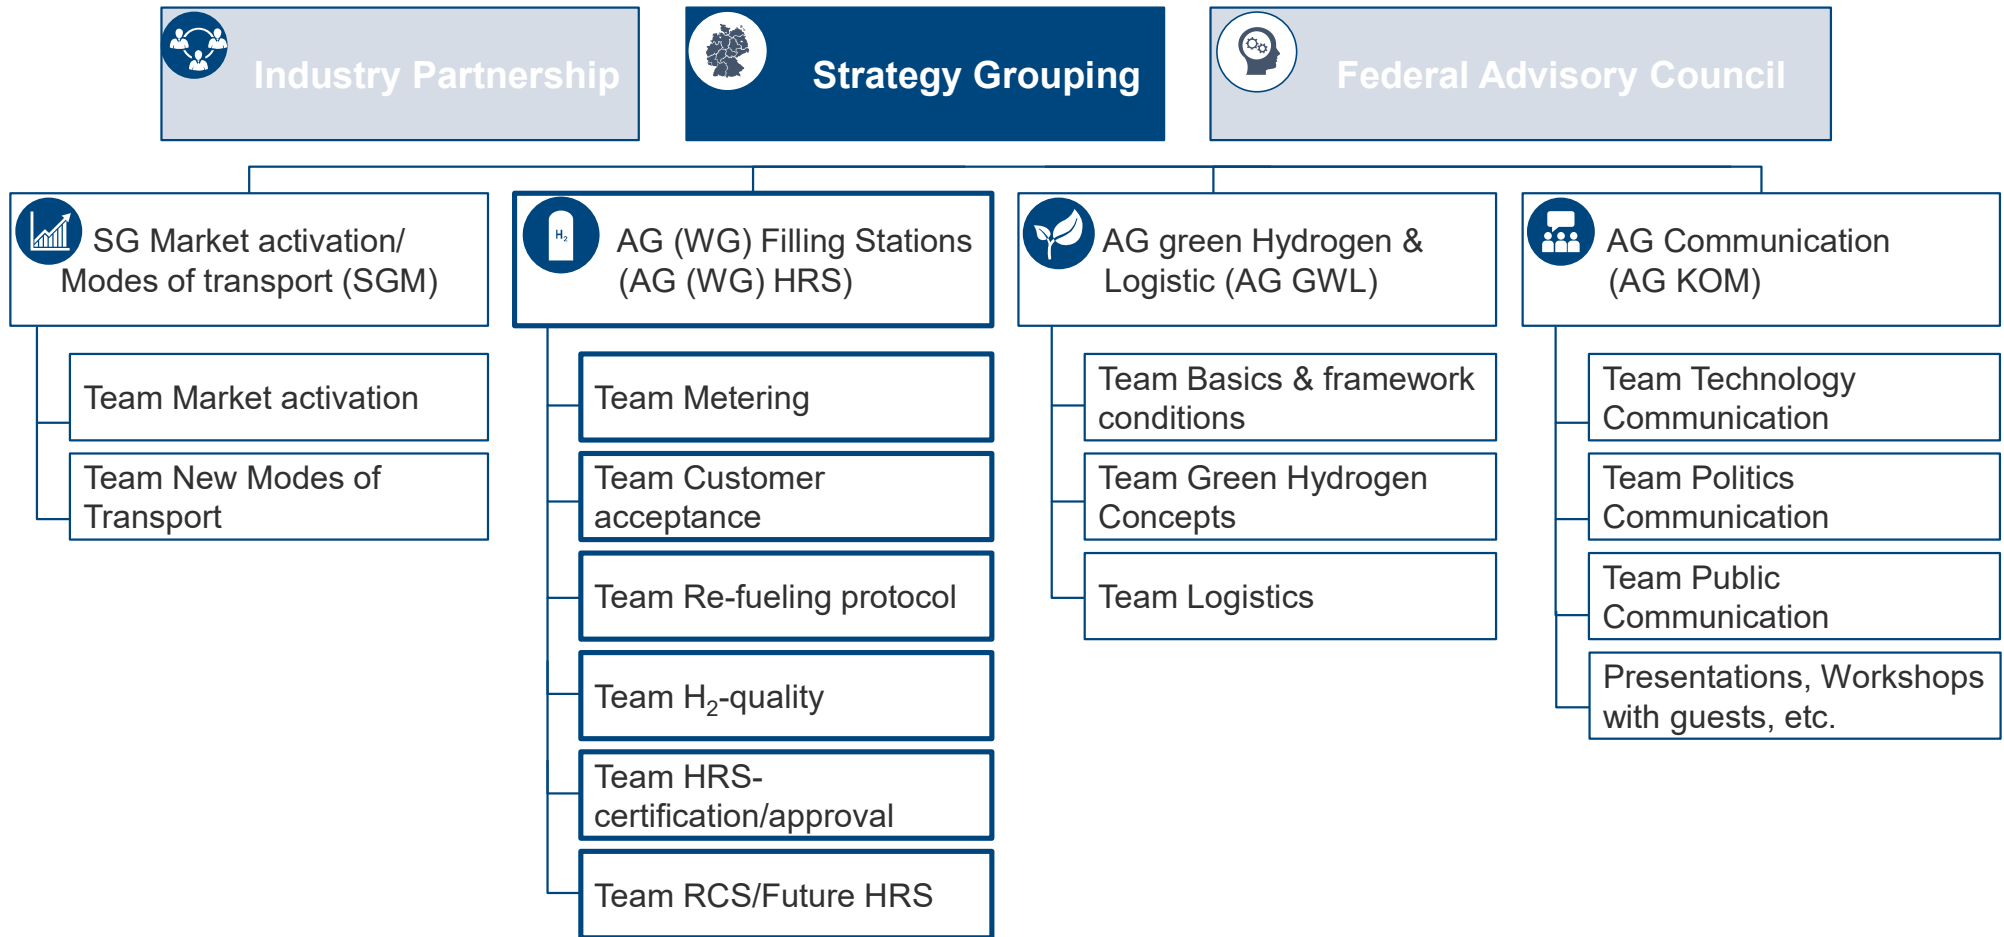 Industry Partnership
Strategy Grouping
Federal Advisory Council
SG Market activation/
Modes of transport (SGM)
Team Market activation
Team New Modes of
Transport
H₂
AG (WG) Filling Stations
(AG (WG) HRS)
Team Metering
Team Customer
acceptance
Team Re-fueling protocol
Team H₂-quality
Team HRS-
certification/approval
Team RCS/Future HRS
AG green Hydrogen &
Logistic (AG GWL)
Team Basics & framework
conditions
Team Green Hydrogen
Concepts
Team Logistics
AG Communication
(AG KOM)
Team Technology
Communication
Team Politics
Communication
Team Public
Communication
Presentations, Workshops
with guests, etc.